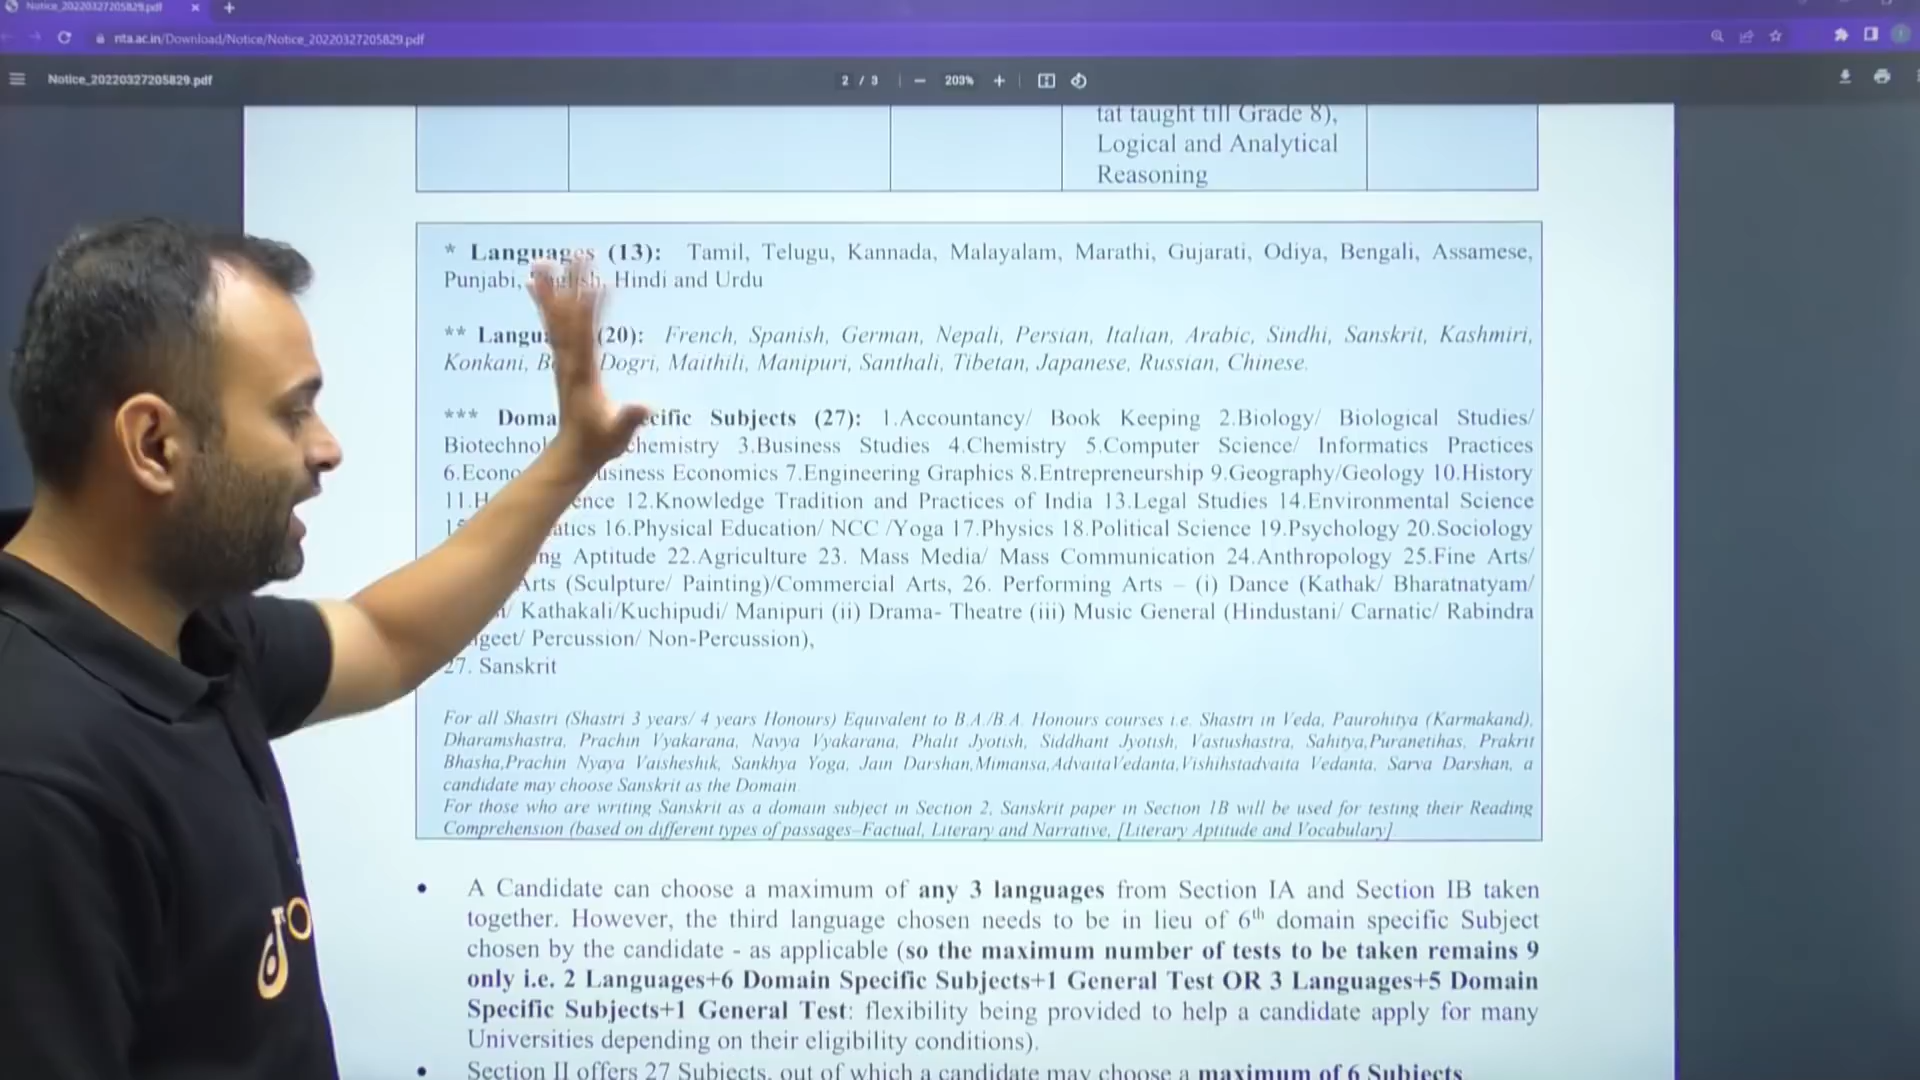 Notice_20220327205829.pdf
nta.ac.in/Download/Notice/Notice_20220327205829.pdf
Notice_20220327205829.pdf
2 / 3
203%
tat taught till Grade 8),
Logical and Analytical
Reasoning
* Languages (13): Tamil, Telugu, Kannada, Malayalam, Marathi, Gujarati, Odiya, Bengali, Assamese,
Punjabi, English, Hindi and Urdu
** (20): French, Spanish, German, Nepali, Persian, Italian, Arabic, Sindhi, Sanskrit, Kashmiri,
Konkani, Dogri, Maithili, Manipuri, Santhali, Tibetan, Japanese, Russian, Chinese.
*** Subjects (27): 1.Accountancy/ Book Keeping 2.Biology/ Biological Studies/
3.Business Studies 4.Chemistry 5.Computer Science/ Informatics Practices
Economics 7.Engineering Graphics 8.Entrepreneurship 9.Geography/Geology 10.History
12.Knowledge Tradition and Practices of India 13.Legal Studies 14.Environmental Science
16.Physical Education/ NCC /Yoga 17.Physics 18.Political Science 19.Psychology 20.Sociology
Aptitude 22.Agriculture 23. Mass Media/ Mass Communication 24.Anthropology 25.Fine Arts/
Arts (Sculpture/ Painting)/Commercial Arts, 26. Performing Arts – (i) Dance (Kathak/ Bharatnatyam/
Kathakali/Kuchipudi/ Manipuri (ii) Drama- Theatre (iii) Music General (Hindustani/ Carnatic/ Rabindra
Percussion/ Non-Percussion),
27. Sanskrit
For all Shastri (Shastri 3 years/ 4 years Honours) Equivalent to B.A./B.A. Honours courses i.e. Shastri in Veda, Paurohitya (Karmakand),
Dharamshastra, Prachin Vyakarana, Navya Vyakarana, Phalit Jyotish, Siddhant Jyotish, Vastushastra, Sahitya,Puranetihas, Prakrit
Bhasha,Prachin Nyaya Vaisheshik, Sankhya Yoga, Jain Darshan,Mimansa,AdvaitaVedanta,Vishihstadvaita Vedanta, Sarva Darshan, a
candidate may choose Sanskrit as the Domain.
For those who are writing Sanskrit as a domain subject in Section 2, Sanskrit paper in Section 1B will be used for testing their Reading
Comprehension (based on different types of passages–Factual, Literary and Narrative, [Literary Aptitude and Vocabulary]
• A Candidate can choose a maximum of any 3 languages from Section IA and Section IB taken
together. However, the third language chosen needs to be in lieu of 6th domain specific Subject
chosen by the candidate - as applicable (so the maximum number of tests to be taken remains 9
only i.e. 2 Languages+6 Domain Specific Subjects+1 General Test OR 3 Languages+5 Domain
Specific Subjects+1 General Test: flexibility being provided to help a candidate apply for many
Universities depending on their eligibility conditions).
• Section II offers 27 Subjects, out of which a candidate may choose a maximum of 6 Subjects.